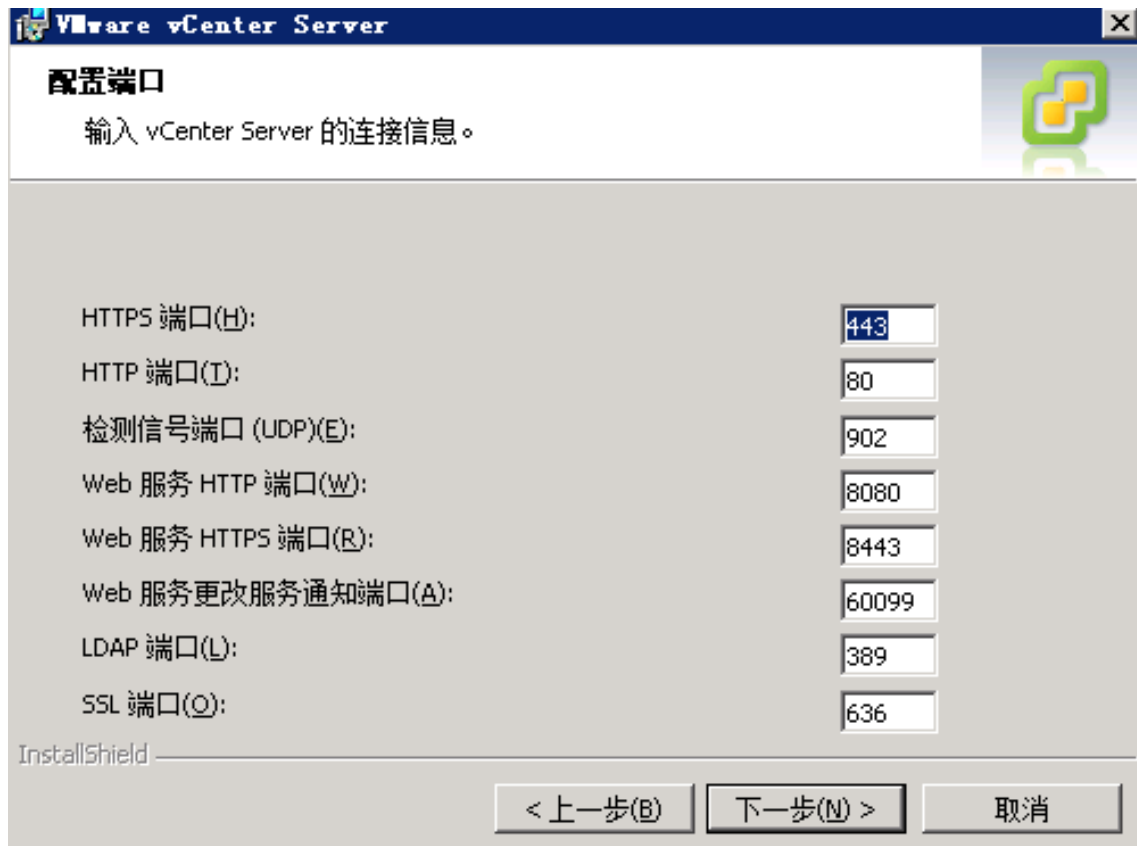 VMware vCenter Server
配置端口
输入 vCenter Server 的连接信息。
HTTPS 端口(H): 443
HTTP 端口(T): 80
检测信号端口 (UDP)(E): 902
Web 服务 HTTP 端口(W): 8080
Web 服务 HTTPS 端口(R): 8443
Web 服务更改服务通知端口(A): 60099
LDAP 端口(L): 389
SSL 端口(O): 636
InstallShield
< 上一步(B) 下一步(N) > 取消